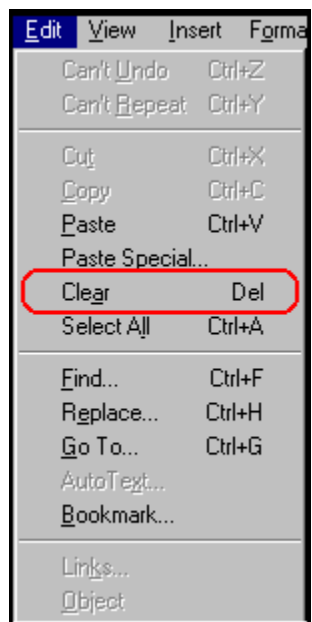 Edit View Insert Forma
Can't Undo Ctrl+Z
Can't Repeat Ctrl+Y
Cut Ctrl+X
Copy Ctrl+C
Paste Ctrl+V
Paste Special...
Clear Del
Select All Ctrl+A
Find... Ctrl+F
Replace... Ctrl+H
Go To... Ctrl+G
AutoText...
Bookmark...
Links...
Object